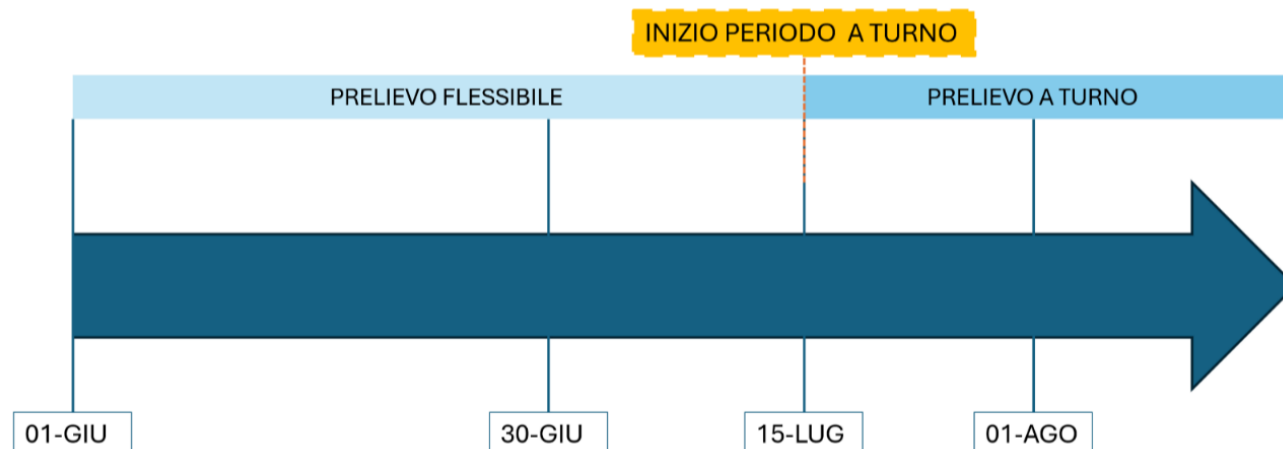 INIZIO PERIODO A TURNO
PRELIEVO FLESSIBILE
PRELIEVO A TURNO
01-GIU
30-GIU
15-LUG
01-AGO